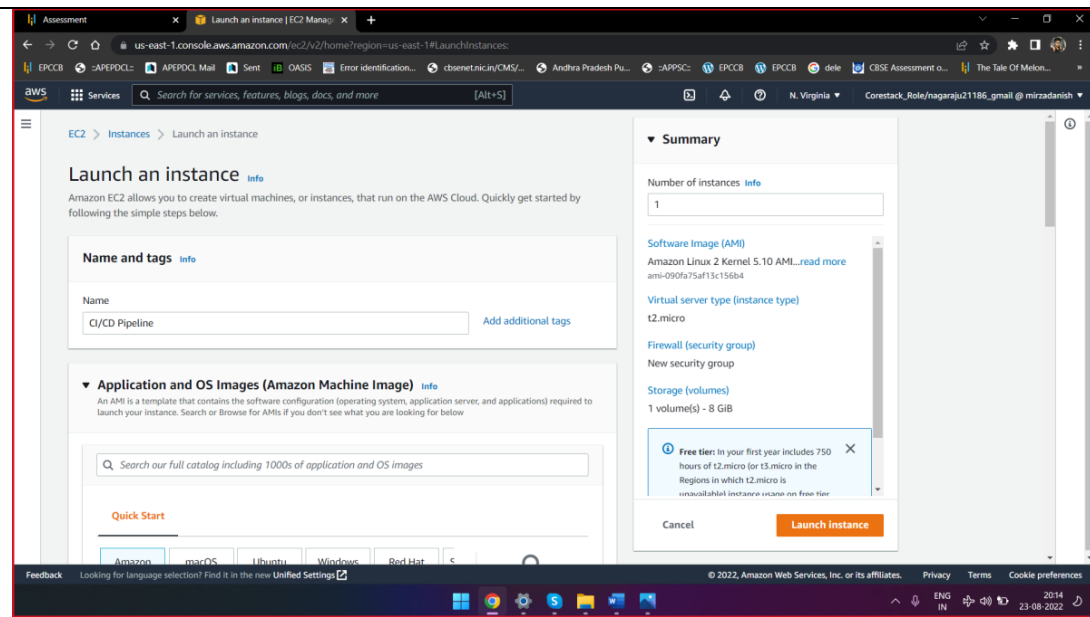 Assessment
Launch an instance | EC2 Manag
us-east-1.console.aws.amazon.com/ec2/v2/home?region=us-east-1#LaunchInstances:
EPCCB
::APEPDCL::
APEPDCL Mail
Sent
OASIS
Error identification...
cbsenet.nic.in/CMS/...
Andhra Pradesh Pu...
::APPSC::
EPCCB
EPCCB
dele
CBSE Assessment o...
The Tale Of Melon...
aws
Services
Search for services, features, blogs, docs, and more
[Alt+S]
N. Virginia
Corestack_Role/nagaraju21186_gmail @ mirzadanish
EC2 > Instances > Launch an instance
Launch an instance Info
Amazon EC2 allows you to create virtual machines, or instances, that run on the AWS Cloud. Quickly get started by
following the simple steps below.
Name and tags Info
Name
CI/CD Pipeline
Add additional tags
Application and OS Images (Amazon Machine Image) Info
An AMI is a template that contains the software configuration (operating system, application server, and applications) required to
launch your instance. Search or Browse for AMIs if you don't see what you are looking for below
Search our full catalog including 1000s of application and OS images
Quick Start
Amazon
macOS
Ubuntu
Windows
Red Hat
S
Summary
Number of instances Info
1
Software Image (AMI)
Amazon Linux 2 Kernel 5.10 AMI...read more
ami-090fa75af13c156b4
Virtual server type (instance type)
t2.micro
Firewall (security group)
New security group
Storage (volumes)
1 volume(s) - 8 GiB
Free tier: In your first year includes 750
hours of t2.micro (or t3.micro in the
Regions in which t2.micro is
unavailable) instance usage on free tier
Cancel
Launch instance
Feedback
Looking for language selection? Find it in the new Unified Settings
© 2022, Amazon Web Services, Inc. or its affiliates.
Privacy
Terms
Cookie preferences
ENG
IN
20:14
23-08-2022